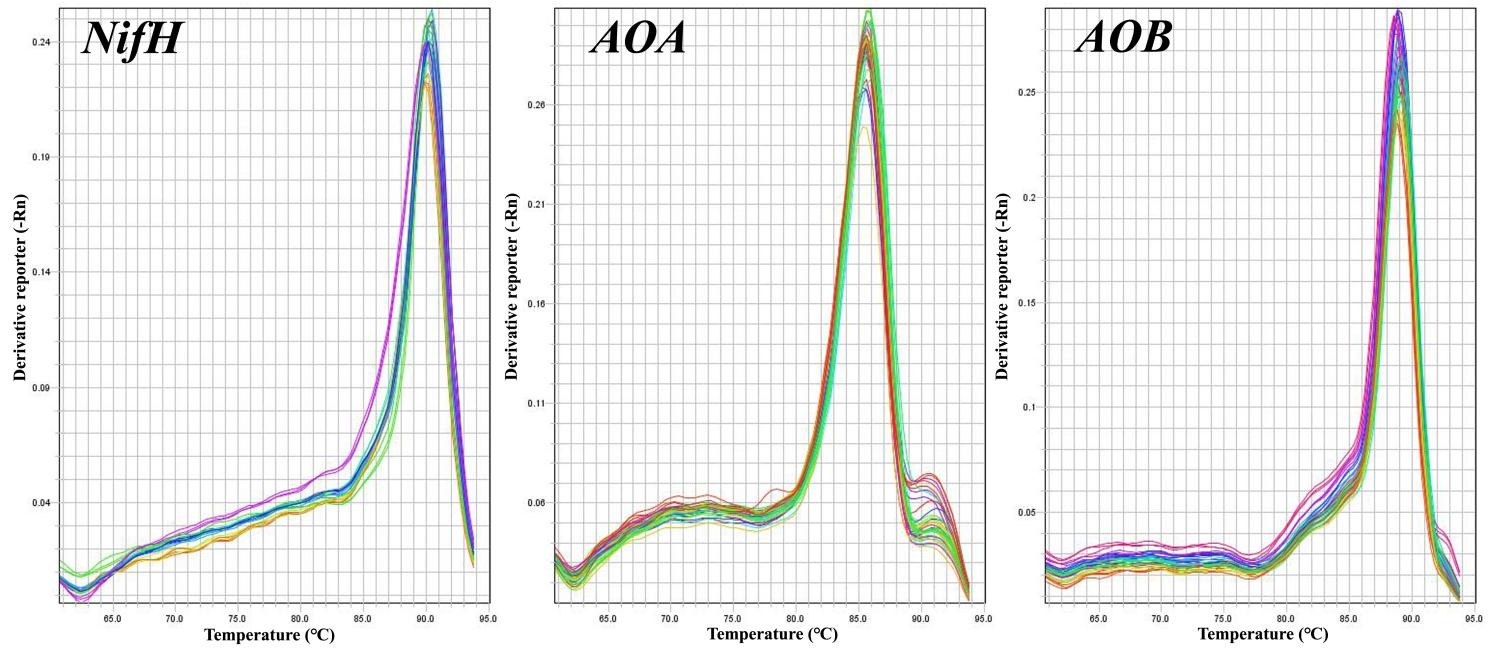 NifH
Derivative reporter (-Rn)
0.24
0.19
0.14
0.09
0.04
65.0 70.0 75.0 80.0 85.0 90.0 95.0
Temperature (°C)
AOA
Derivative reporter (-Rn)
0.26
0.21
0.16
0.11
0.06
65.0 70.0 75.0 80.0 85.0 90.0 95.0
Temperature (°C)
AOB
Derivative reporter (-Rn)
0.25
0.2
0.15
0.1
0.05
65.0 70.0 75.0 80.0 85.0 90.0 95.0
Temperature (°C)